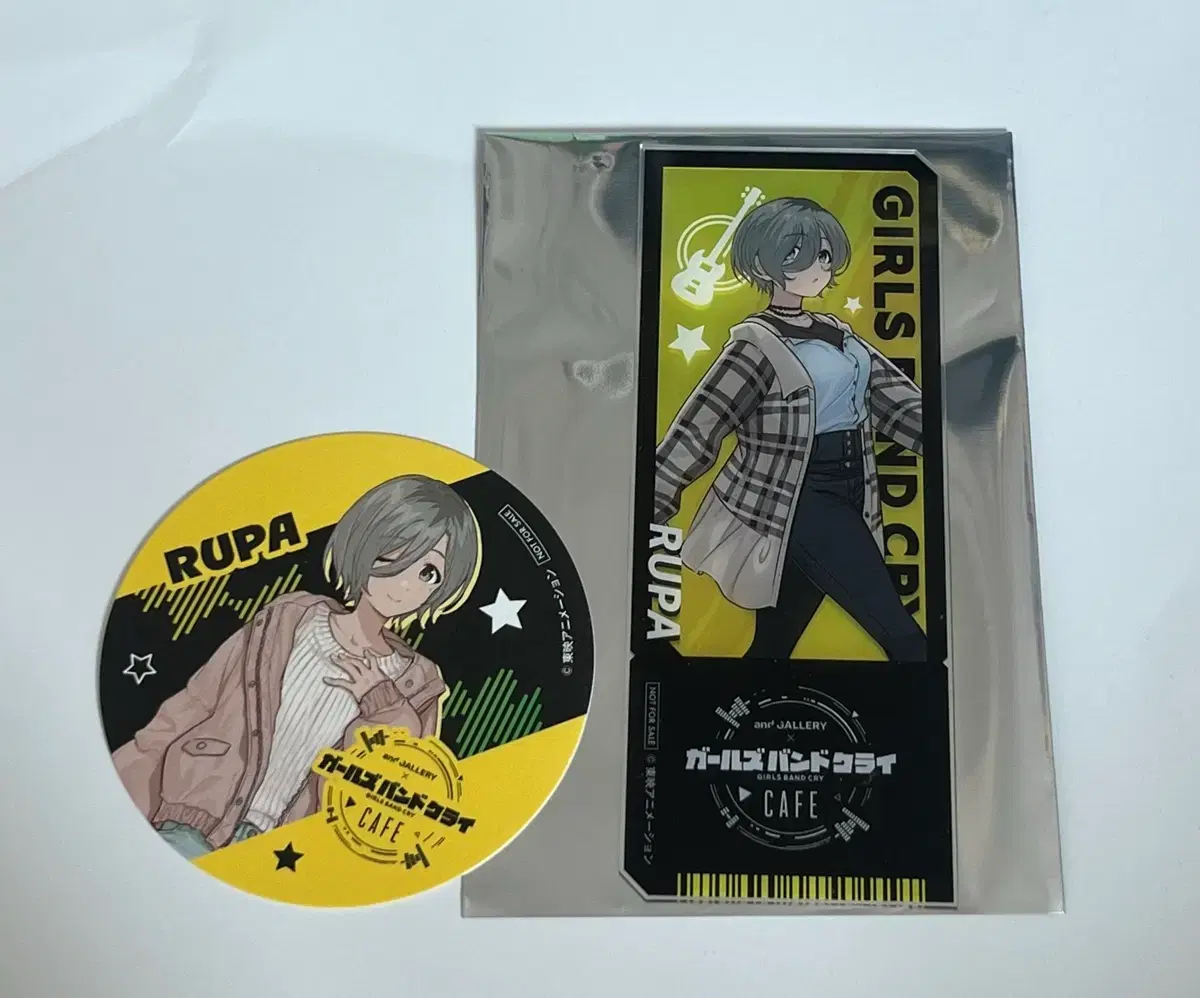 RUPA
NOT FOR SALE
© 東映アニメーション
and JALLERY
×
ガールズバンドクライ
GIRLS BAND CRY
CAFE
GIRLS BAND CRY
RUPA
NOT FOR SALE
© 東映アニメーション
and JALLERY
×
ガールズバンドクライ
GIRLS BAND CRY
CAFE